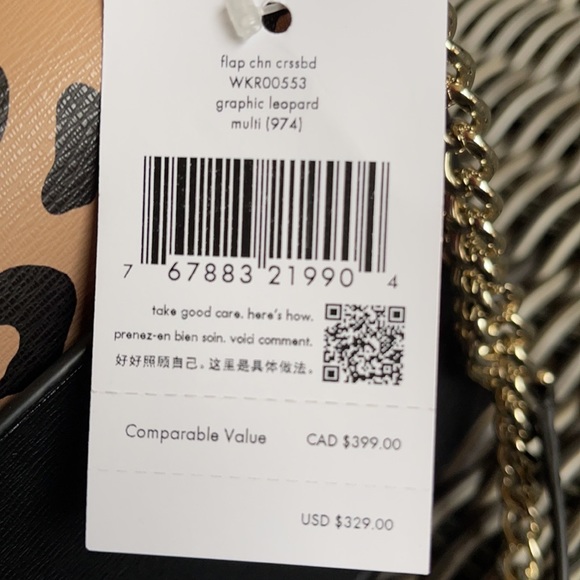 flap chn crssbd
WKR00553
graphic leopard
multi (974)
7 67883 21990 4
take good care. here's how.
prenez-en bien soin. voici comment.
好好照顾自己。这里是具体做法。
Comparable Value CAD $399.00
USD $329.00